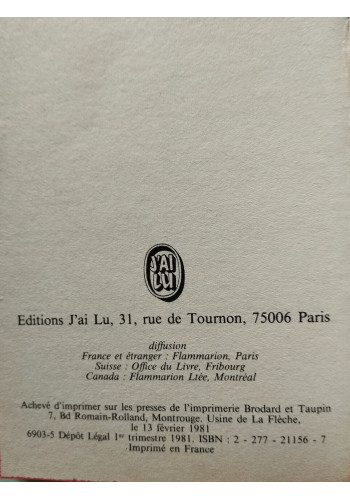 J'AI
LU
Editions J'ai Lu, 31, rue de Tournon, 75006 Paris
diffusion
France et étranger : Flammarion, Paris
Suisse : Office du Livre, Fribourg
Canada : Flammarion Ltée, Montréal
Achevé d'imprimer sur les presses de l'imprimerie Brodard et Taupin
7, Bd Romain-Rolland, Montrouge. Usine de La Flèche,
le 13 février 1981
6903-5 Dépôt Légal 1er trimestre 1981. ISBN : 2 - 277 - 21156 - 7
Imprimé en France